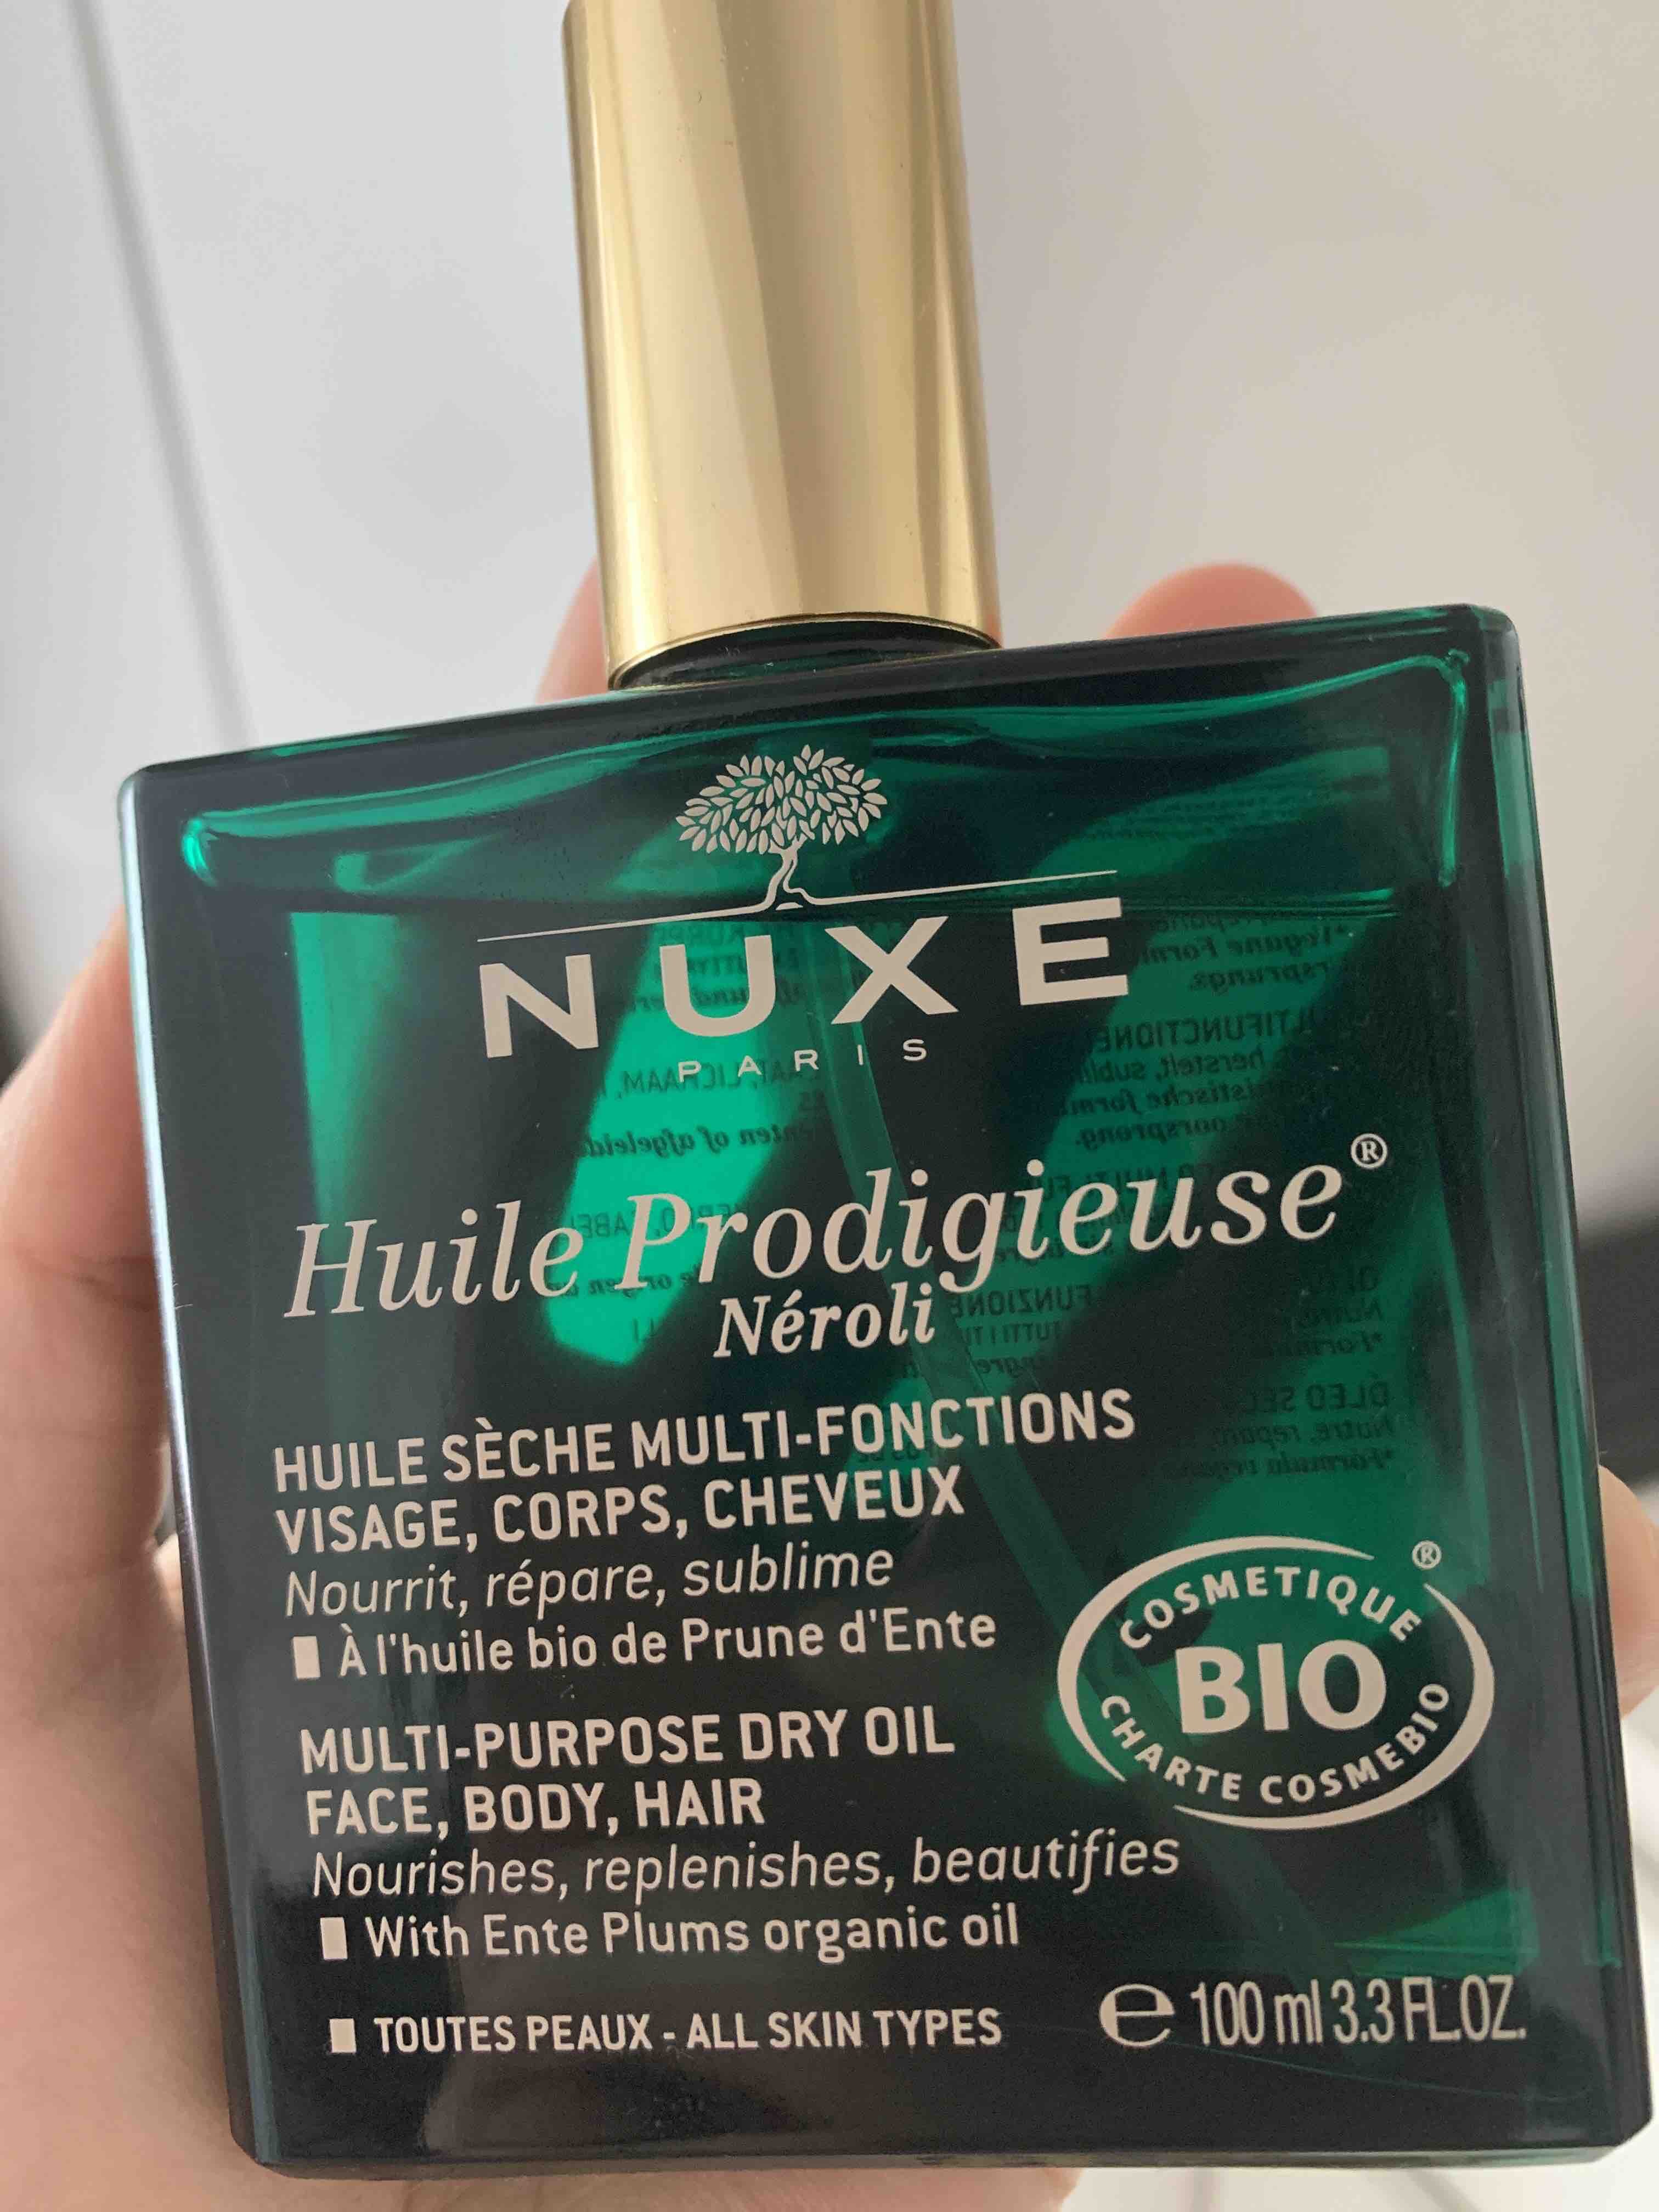 NUXE
PARIS
Huile Prodigieuse®
Néroli
HUILE SÈCHE MULTI-FONCTIONS
VISAGE, CORPS, CHEVEUX
Nourrit, répare, sublime
À l'huile bio de Prune d'Ente
MULTI-PURPOSE DRY OIL
FACE, BODY, HAIR
Nourishes, replenishes, beautifies
With Ente Plums organic oil
TOUTES PEAUX - ALL SKIN TYPES
COSMETIQUE ®
BIO
CHARTE COSMEBIO
e 100 ml 3.3 FL.OZ.